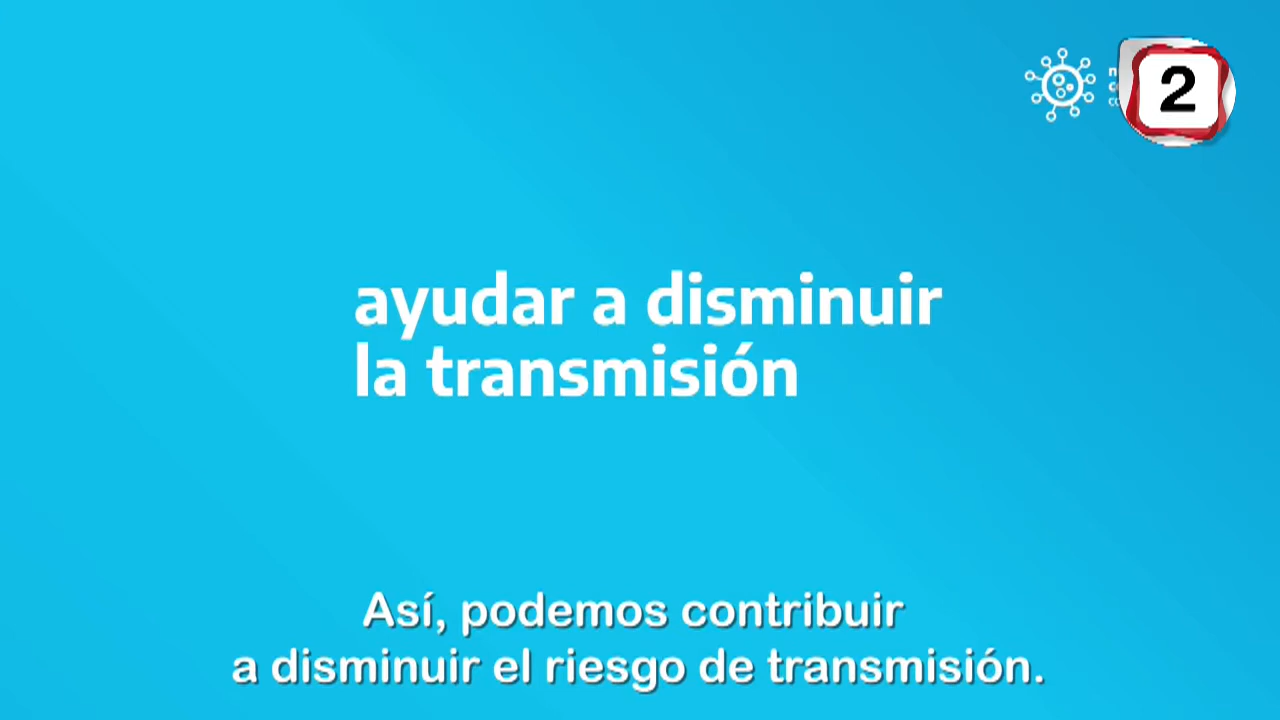 2
ayudar a disminuir
la transmisión
Así, podemos contribuir
a disminuir el riesgo de transmisión.